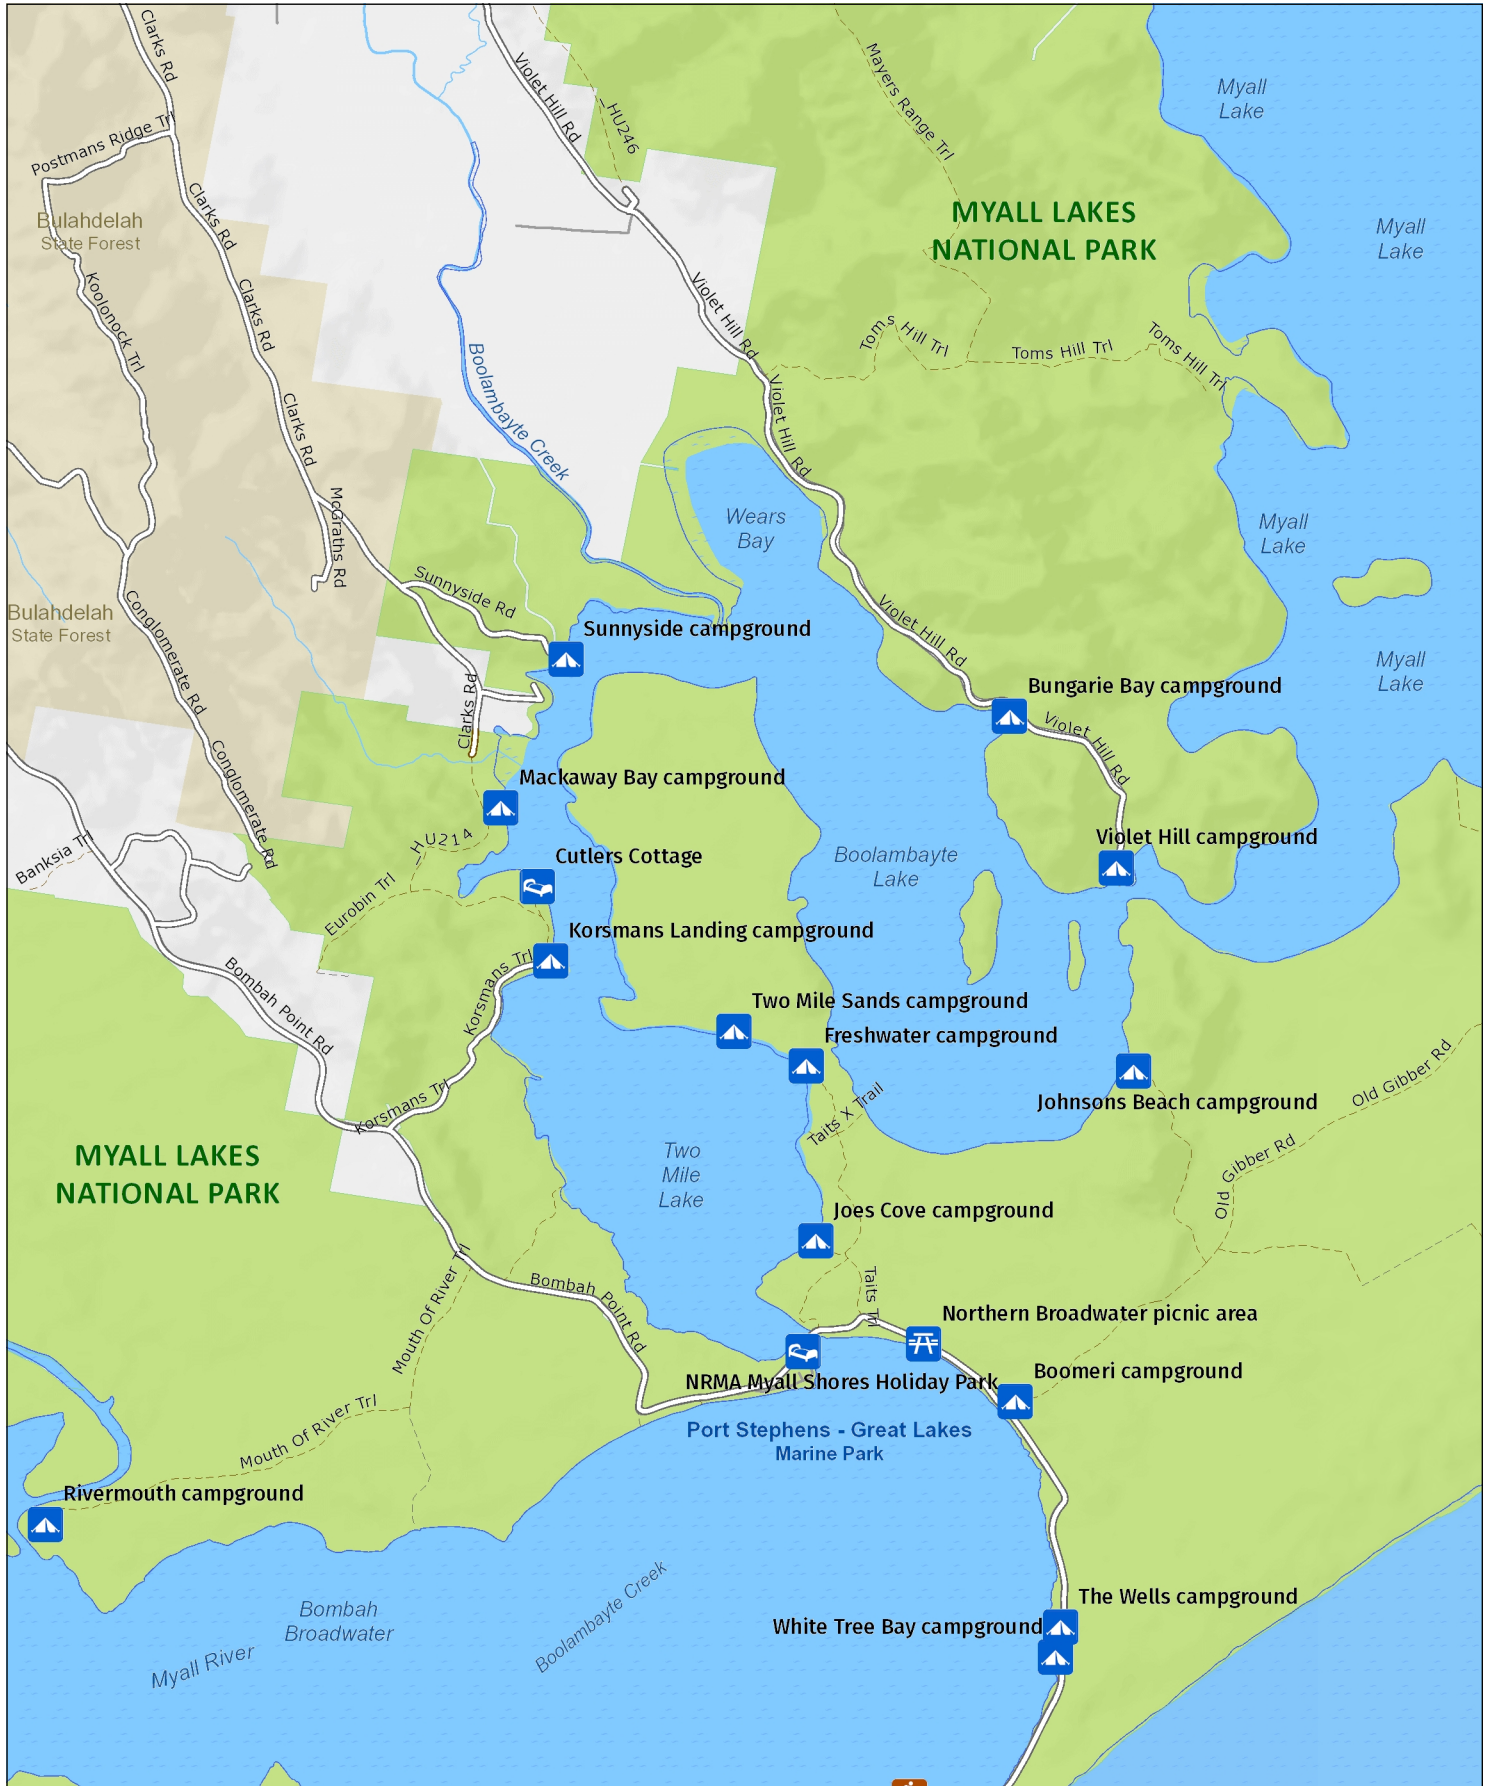 Clarks Rd
Violet Hill Rd
HU246
Mayers Range Trl
Myall
Lake
Postmans Ridge Trl
Bulahdelah
State Forest
Clarks Rd
MYALL LAKES
NATIONAL PARK
Myall
Lake
Koolonock Trl
Clarks Rd
Violet Hill Rd
Boolambayte Creek
Toms Hill Trl
Toms Hill Trl
Toms Hill Trl
Clarks Rd
Violet Hill Rd
McGraths Rd
Wears
Bay
Myall
Lake
Sunnyside Rd
Bulahdelah
State Forest
Conglomerate Rd
Sunnyside campground
Violet Hill Rd
Myall
Lake
Clarks Rd
Bungarie Bay campground
Violet Hill Rd
Conglomerate Rd
Mackaway Bay campground
Banksia Trl
HU214
Cutlers Cottage
Boolambayte
Lake
Violet Hill campground
Eurobin Trl
Korsmans Landing campground
Bombah Point Rd
Korsmans Trl
Two Mile Sands campground
Freshwater campground
Korsmans Trl
Taits X Trail
Johnsons Beach campground
Old Gibber Rd
MYALL LAKES
NATIONAL PARK
Two
Mile
Lake
Old Gibber Rd
Joes Cove campground
Mouth Of River Trl
Bombah Point Rd
Taits Trl
Northern Broadwater picnic area
NRMA Myall Shores Holiday Park
Boomeri campground
Mouth Of River Trl
Port Stephens - Great Lakes
Marine Park
Rivermouth campground
Bombah
Broadwater
Myall River
Boolambayte Creek
The Wells campground
White Tree Bay campground